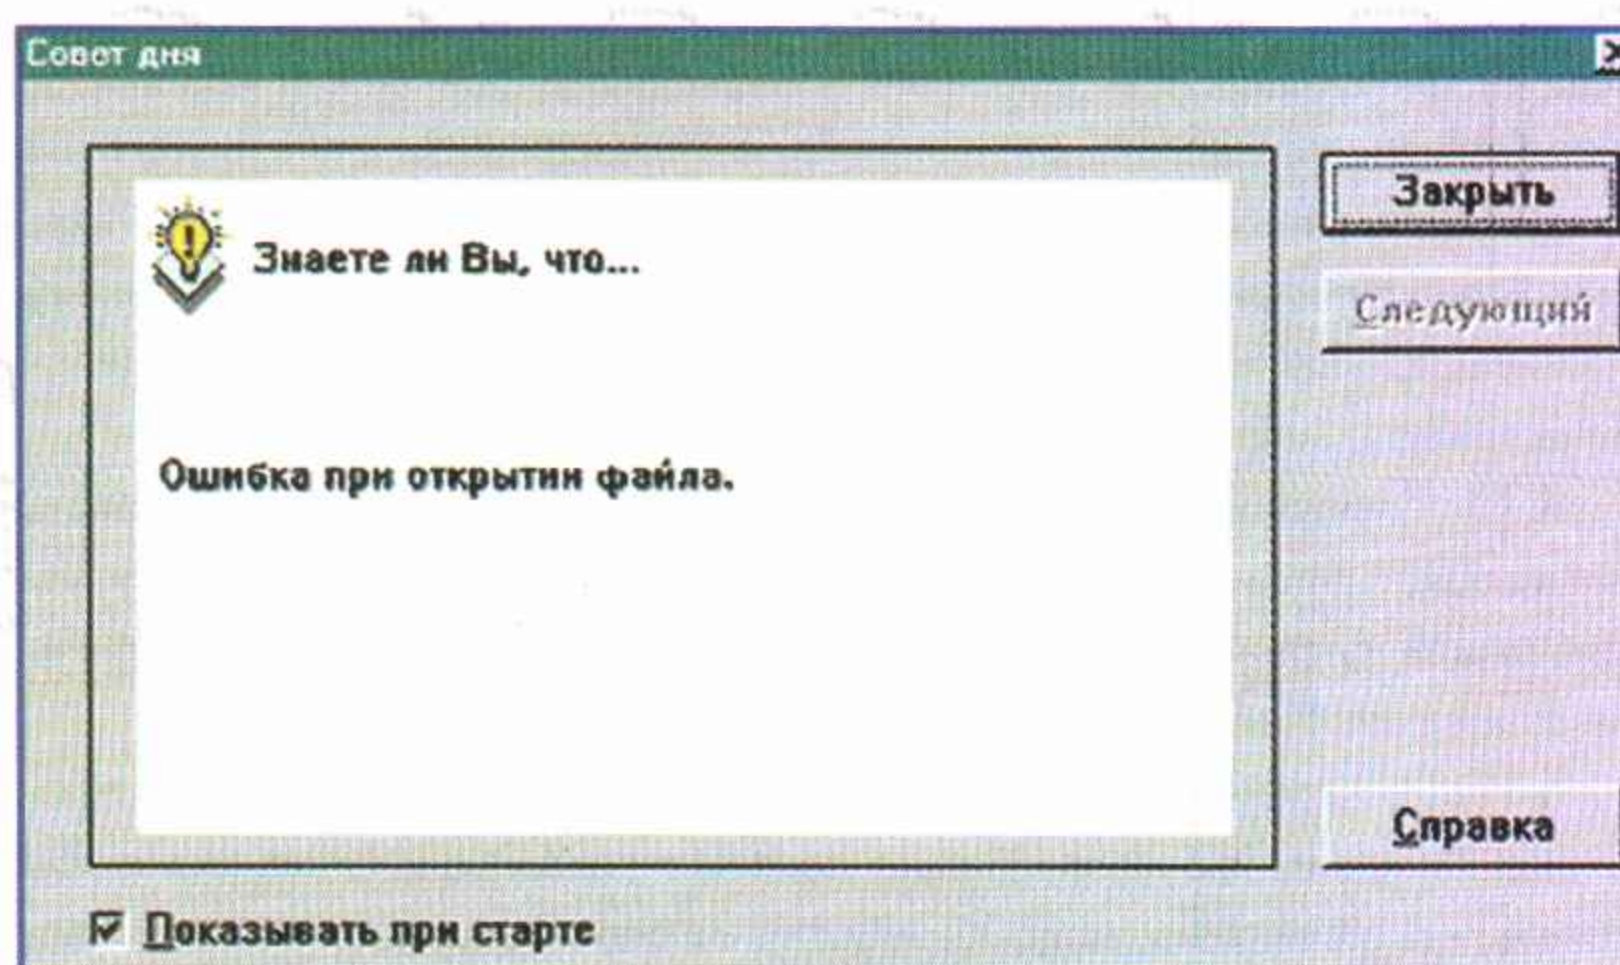 Совет дня
Знаете ли Вы, что...
Ошибка при открытии файла.
Закрыть
Следующий
Справка
Показывать при старте